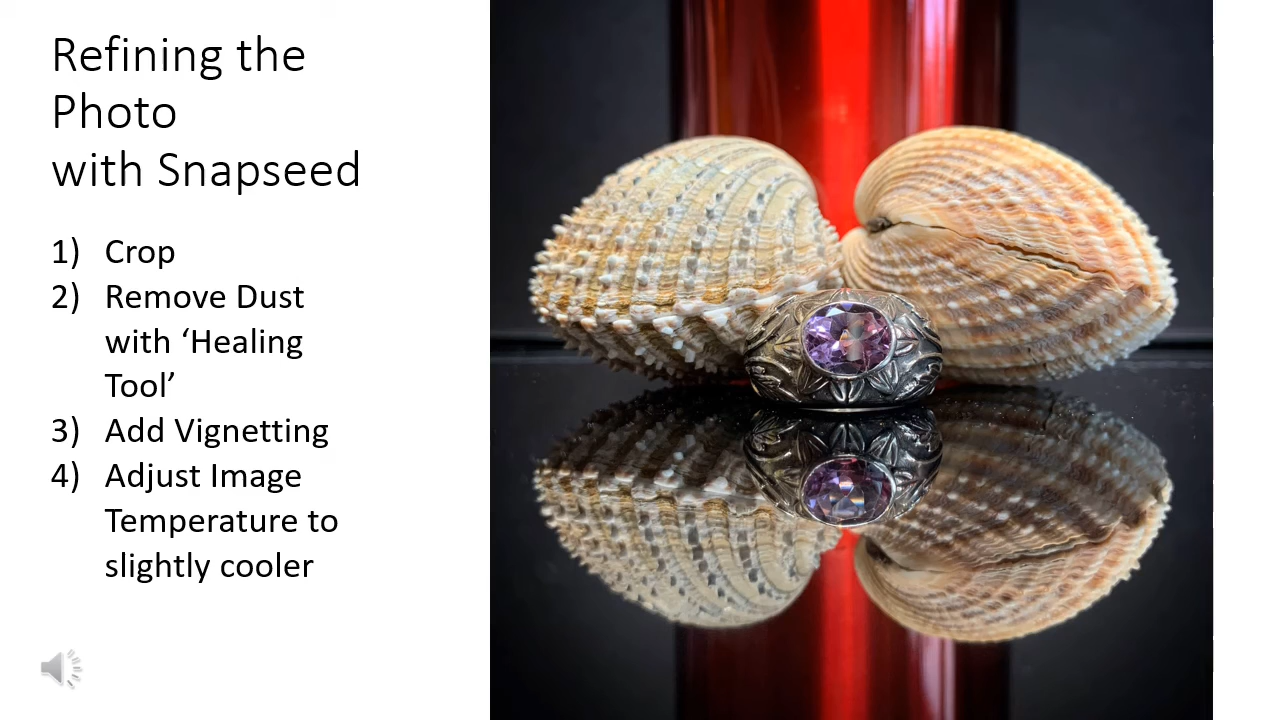 Refining the
Photo
with Snapseed
1) Crop
2) Remove Dust
with ‘Healing
Tool’
3) Add Vignetting
4) Adjust Image
Temperature to
slightly cooler